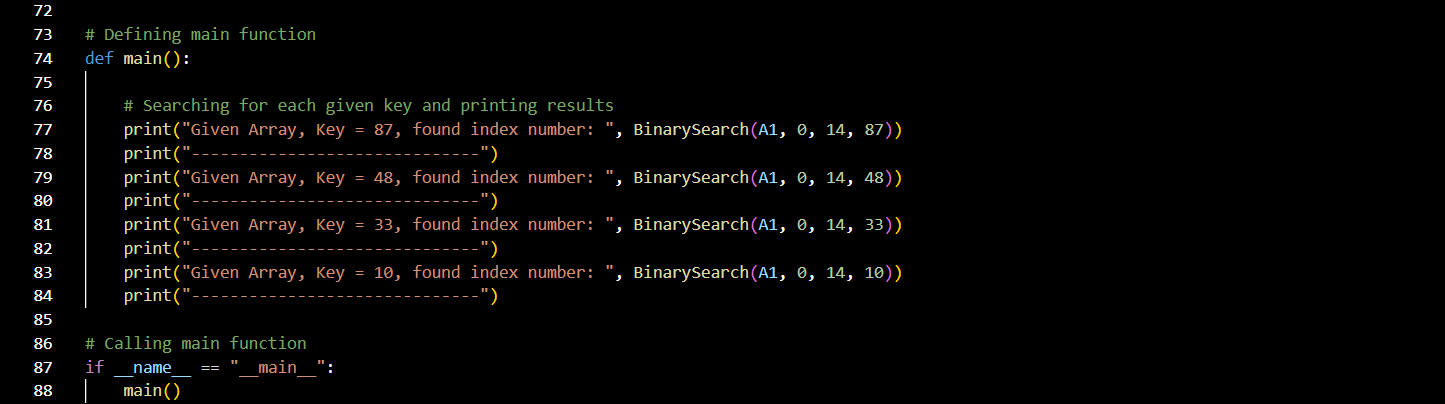 72
73 # Defining main function
74 def main():
75
76     # Searching for each given key and printing results
77     print("Given Array, Key = 87, found index number: ", BinarySearch(A1, 0, 14, 87))
78     print("------------------------------")
79     print("Given Array, Key = 48, found index number: ", BinarySearch(A1, 0, 14, 48))
80     print("------------------------------")
81     print("Given Array, Key = 33, found index number: ", BinarySearch(A1, 0, 14, 33))
82     print("------------------------------")
83     print("Given Array, Key = 10, found index number: ", BinarySearch(A1, 0, 14, 10))
84     print("------------------------------")
85
86 # Calling main function
87 if __name__ == "__main__":
88     main()